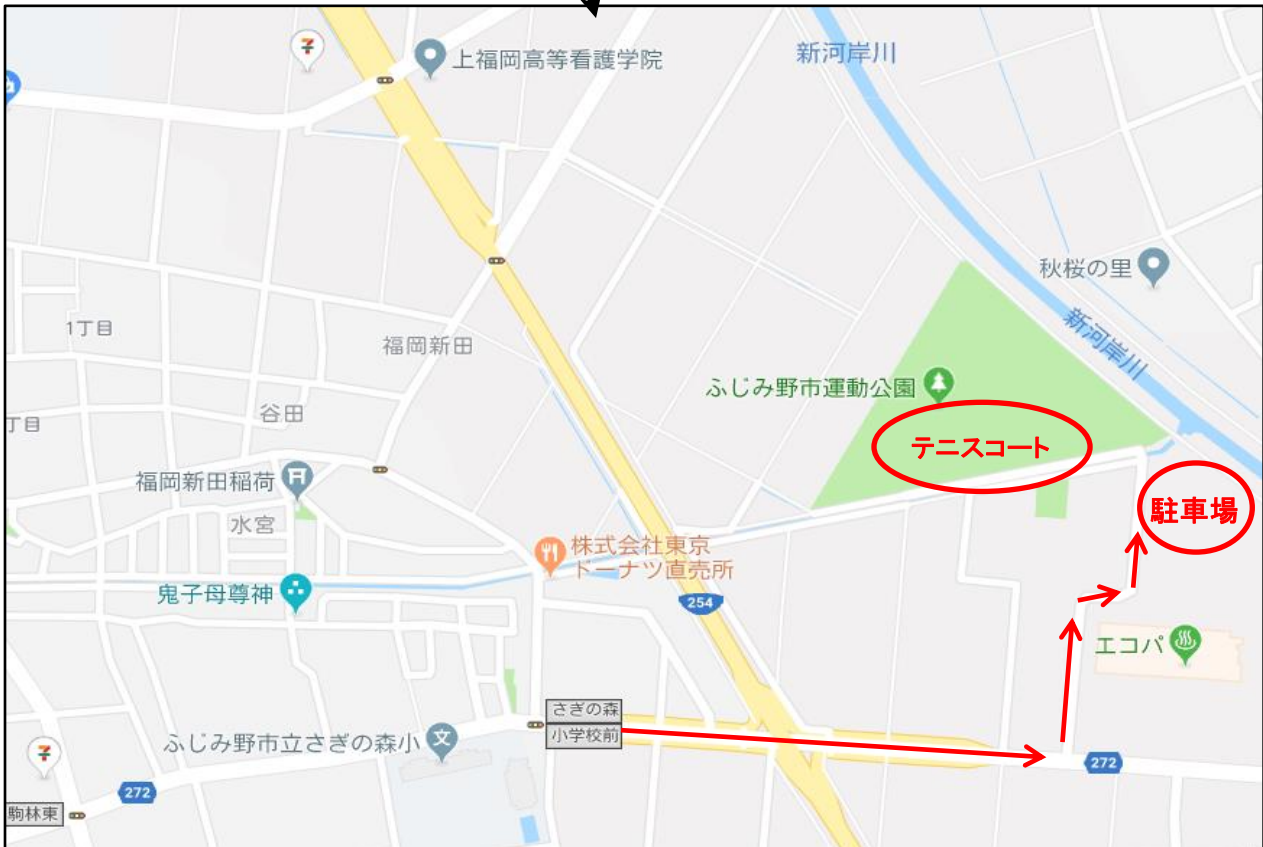 上福岡高等看護学院
新河岸川
秋桜の里
新河岸川
1丁目
福岡新田
ふじみ野市運動公園
丁目
谷田
テニスコート
福岡新田稲荷
水宮
駐車場
株式会社東京
ドーナツ直売所
鬼子母尊神
254
エコパ
さぎの森
小学校前
ふじみ野市立さぎの森小
文
272
272
駒林東